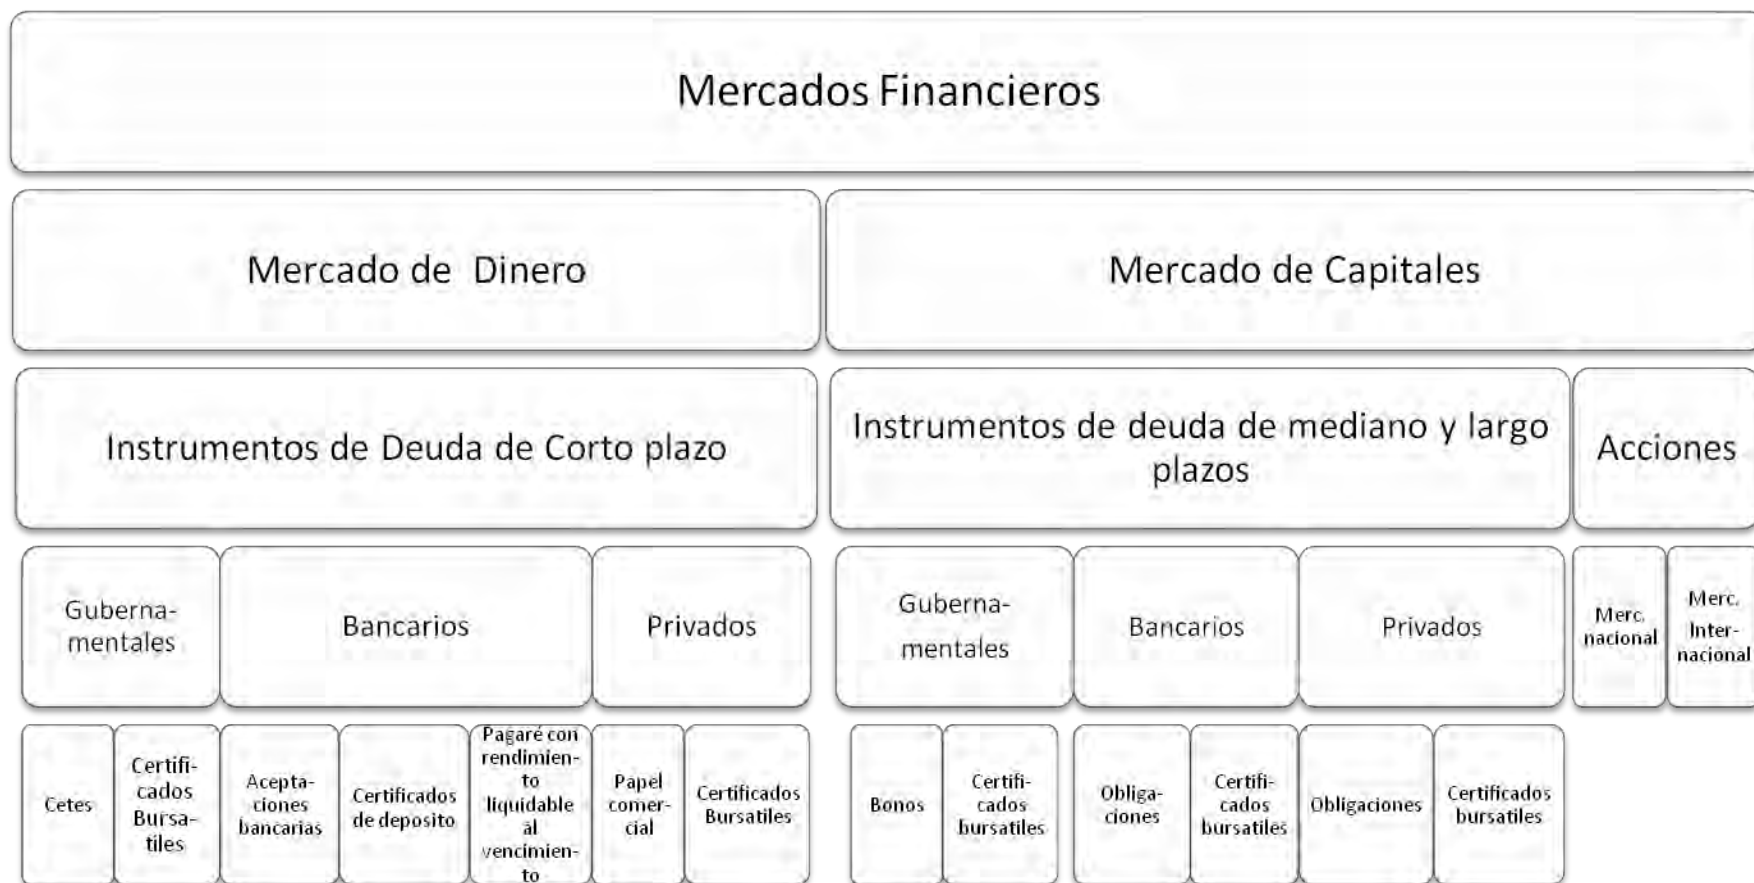 Mercados Financieros
Mercado de Dinero
Mercado de Capitales
Instrumentos de Deuda de Corto plazo
Instrumentos de deuda de mediano y largo
plazos
Acciones
Guberna-
mentales
Bancarios
Privados
Guberna-
mentales
Bancarios
Privados
Merc.
nacional
Merc.
Inter-
nacional
Cetes
Certifi-
cados
Bursa-
tiles
Acepta-
ciones
bancarias
Certificados
de deposito
Pagaré con
rendimien-
to
liquidable
al
vencimien-
to
Papel
comer-
cial
Certificados
Bursatiles
Bonos
Certifi-
cados
bursatiles
Obliga-
ciones
Certifi-
cados
bursatiles
Obligaciones
Certificados
bursatiles